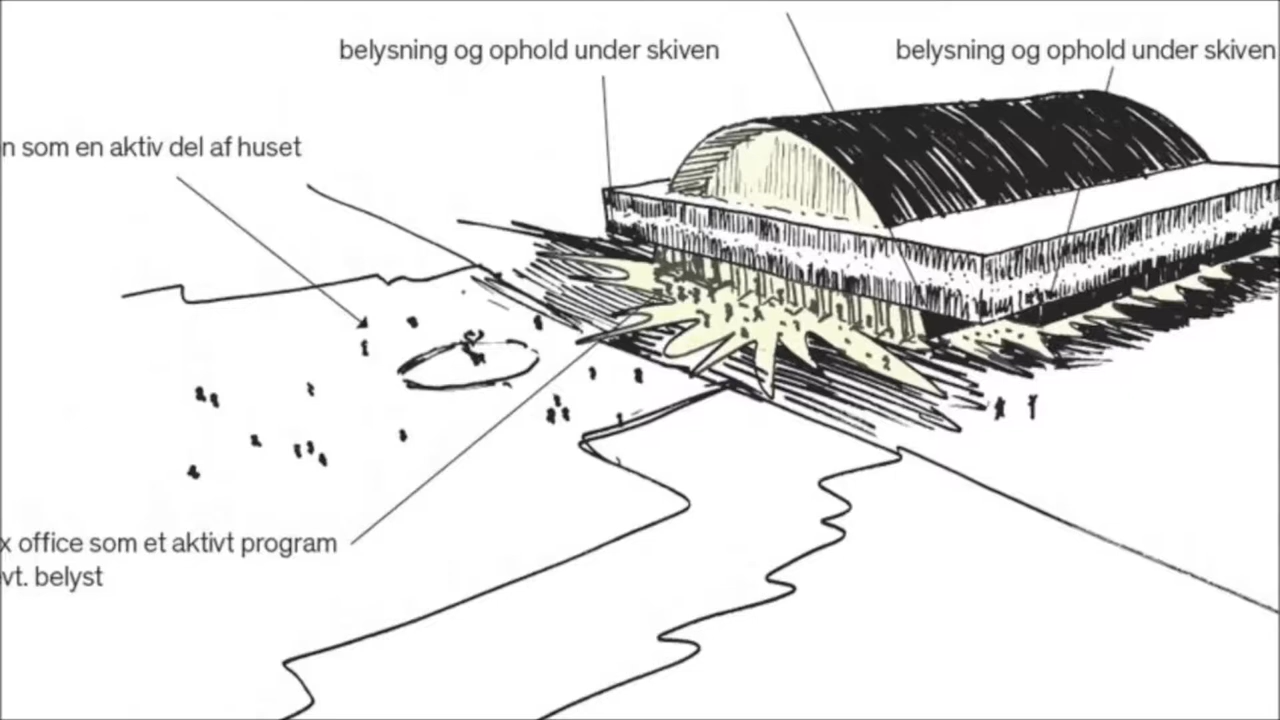 belysning og ophold under skiven
belysning og ophold under skiven
som en aktiv del af huset
office som et aktivt program
belyst